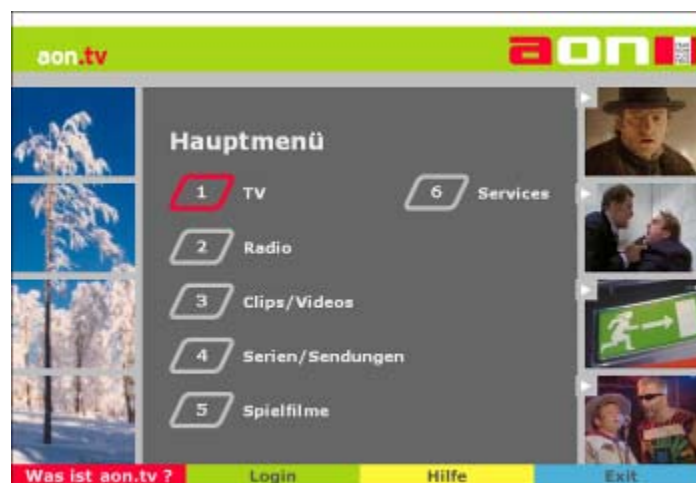 aon.tv
aon
Hauptmenü
1 TV
6 Services
2 Radio
3 Clips/Videos
4 Serien/Sendungen
5 Spielfilme
Was ist aon.tv ?
Login
Hilfe
Exit